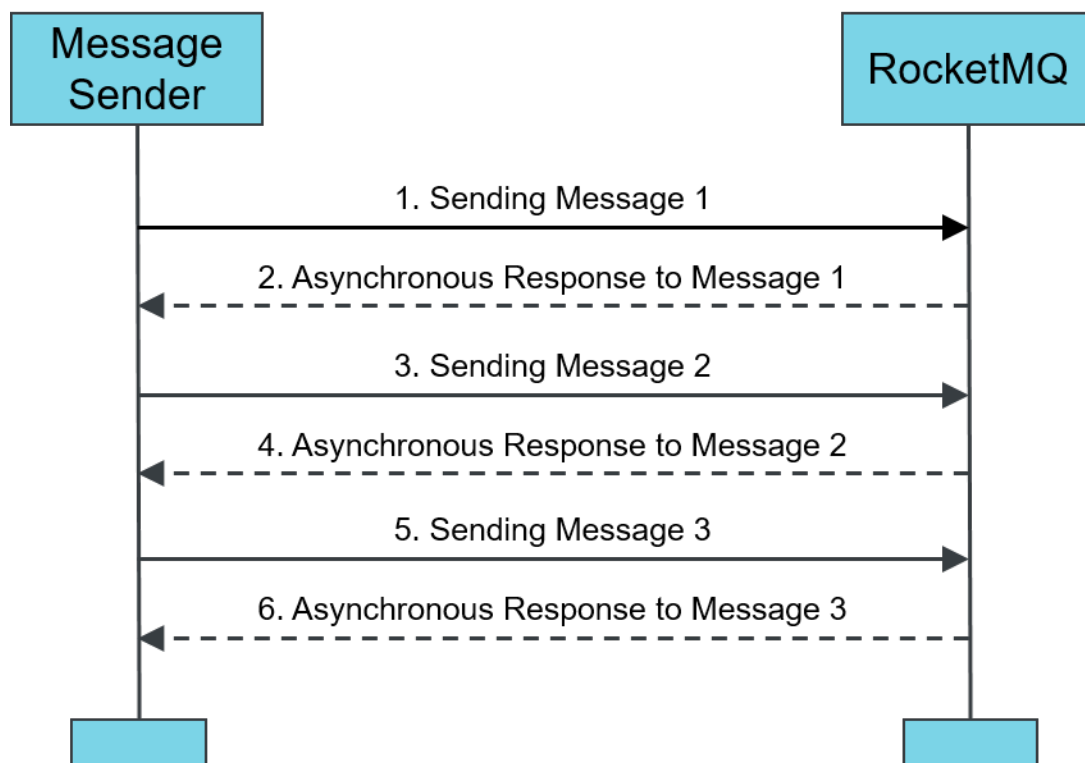 Message
Sender
RocketMQ
1. Sending Message 1
2. Asynchronous Response to Message 1
3. Sending Message 2
4. Asynchronous Response to Message 2
5. Sending Message 3
6. Asynchronous Response to Message 3